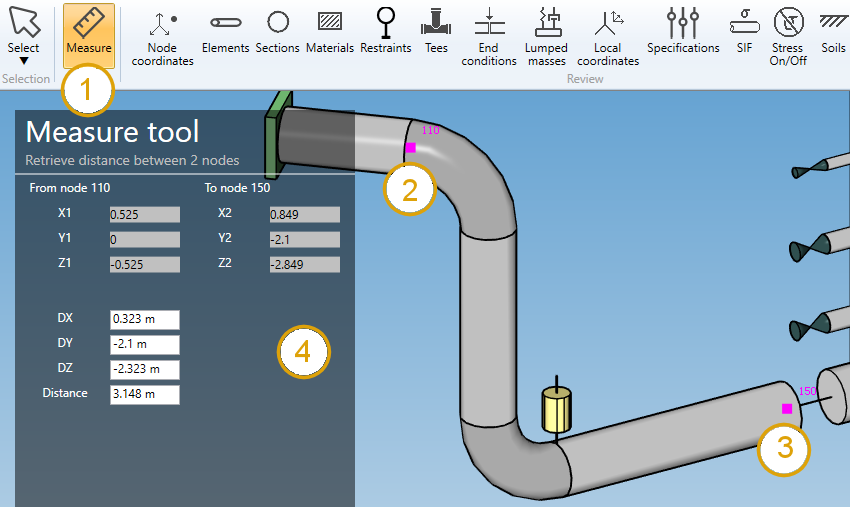 Select
Measure
Node
coordinates
Elements
Sections
Materials
Restraints
Tees
End
conditions
Lumped
masses
Local
coordinates
Specifications
σ
SIF
σ
Stress
On/Off
Soils
Selection
Review
1
Measure tool
Retrieve distance between 2 nodes
From node 110
To node 150
X1 0.525 X2 0.849
Y1 0 Y2 -2.1
Z1 -0.525 Z2 -2.849
DX 0.323 m
DY -2.1 m
DZ -2.323 m
Distance 3.148 m
4
110
2
150
3